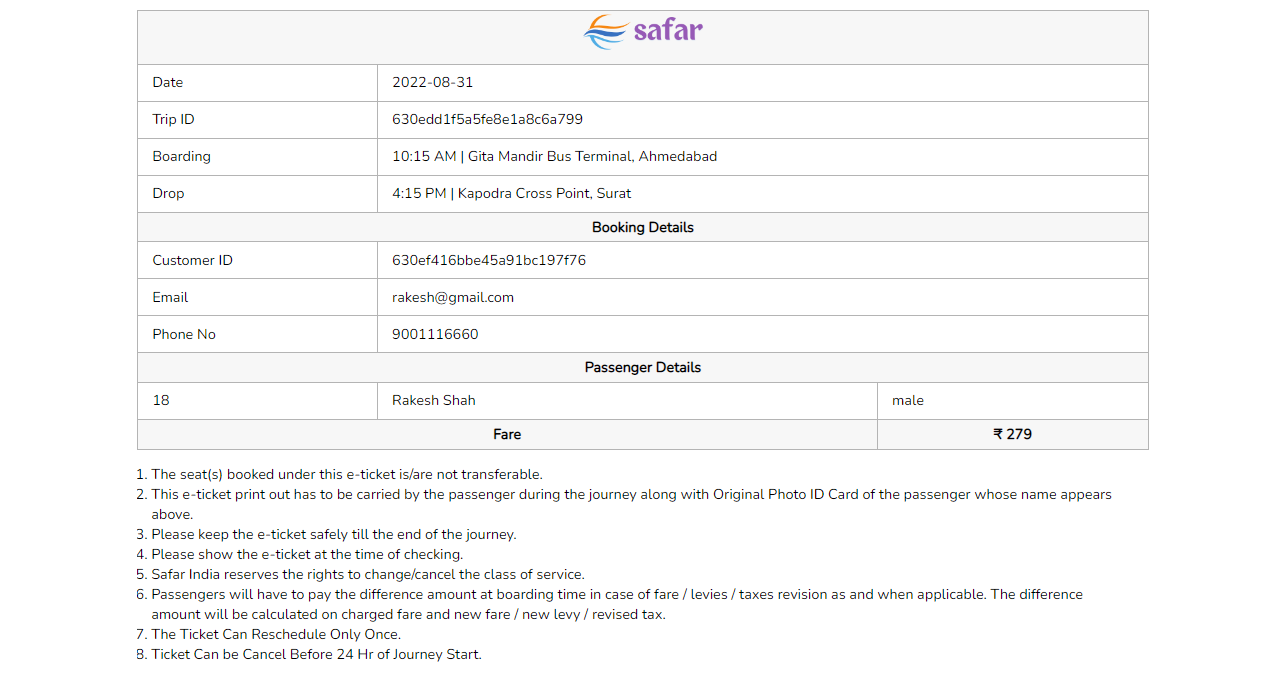 safar
Date 2022-08-31
Trip ID 630edd1f5a5fe8e1a8c6a799
Boarding 10:15 AM | Gita Mandir Bus Terminal, Ahmedabad
Drop 4:15 PM | Kapodra Cross Point, Surat
Booking Details
Customer ID 630ef416bbe45a91bc197f76
Email rakesh@gmail.com
Phone No 9001116660
Passenger Details
18 Rakesh Shah male
Fare ₹ 279
1. The seat(s) booked under this e-ticket is/are not transferable.
2. This e-ticket print out has to be carried by the passenger during the journey along with Original Photo ID Card of the passenger whose name appears
above.
3. Please keep the e-ticket safely till the end of the journey.
4. Please show the e-ticket at the time of checking.
5. Safar India reserves the rights to change/cancel the class of service.
6. Passengers will have to pay the difference amount at boarding time in case of fare / levies / taxes revision as and when applicable. The difference
amount will be calculated on charged fare and new fare / new levy / revised tax.
7. The Ticket Can Reschedule Only Once.
8. Ticket Can be Cancel Before 24 Hr of Journey Start.